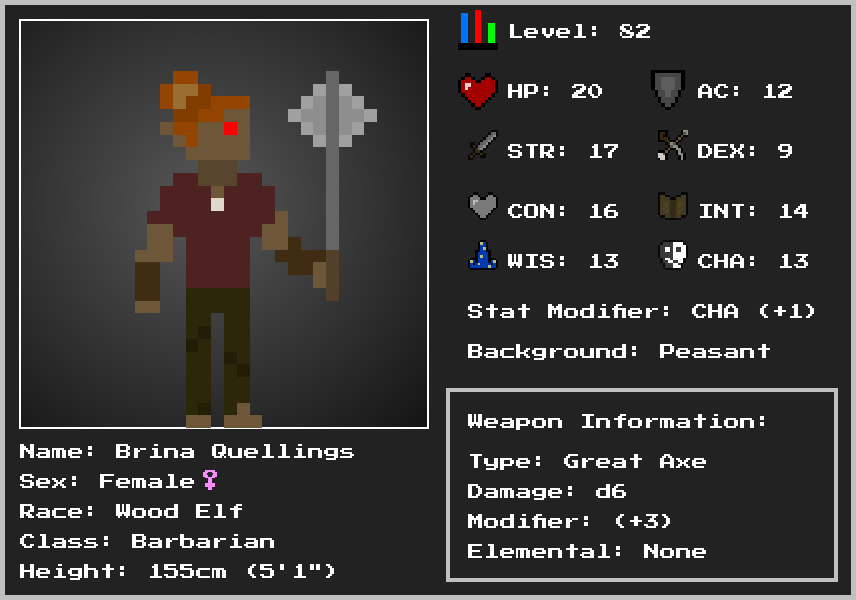 Level: 82
HP: 20 AC: 12
STR: 17 DEX: 9
CON: 16 INT: 14
WIS: 13 CHA: 13
Stat Modifier: CHA (+1)
Background: Peasant
Weapon Information:
Type: Great Axe
Damage: d6
Modifier: (+3)
Elemental: None
Name: Brina Quellings
Sex: Female♀
Race: Wood Elf
Class: Barbarian
Height: 155cm (5'1")